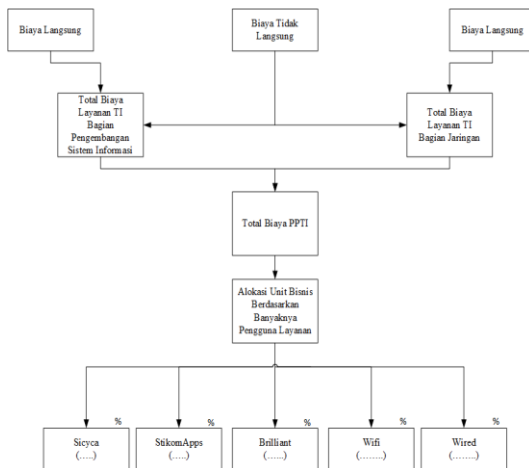 Biaya Langsung
Biaya Tidak
Langsung
Biaya Langsung
Total Biaya
Layanan TI
Bagian
Pengembangan
Sistem Informasi
Total Biaya
Layanan TI
Bagian Jaringan
Total Biaya PPTI
Alokasi Unit Bisnis
Berdasarkan
Banyaknya
Pengguna Layanan
%
%
%
%
%
Sicyca
(.....)
StikomApps
(.....)
Brilliant
(......)
Wifi
(........)
Wired
(.......)